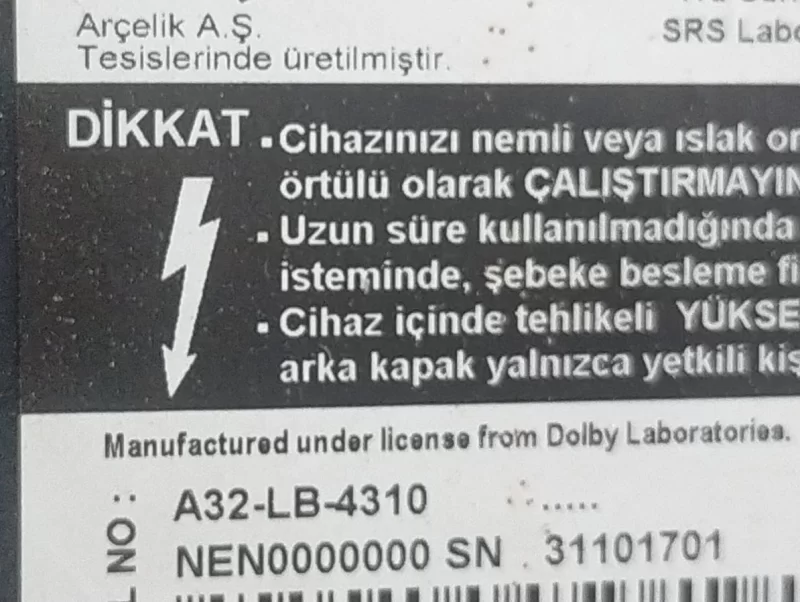 Arçelik A.Ş.
SRS Labo
Tesislerinde üretilmiştir.
DİKKAT
Cihazınızı nemli veya ıslak or
örtülü olarak ÇALIŞTIRMAYIN
Uzun süre kullanılmadığında
isteminde, şebeke besleme fi
Cihaz içinde tehlikeli YÜKSE
arka kapak yalnızca yetkili kiş
Manufactured under license from Dolby Laboratories.
A32-LB-4310
NEN0000000 SN . 31101701
L NO :